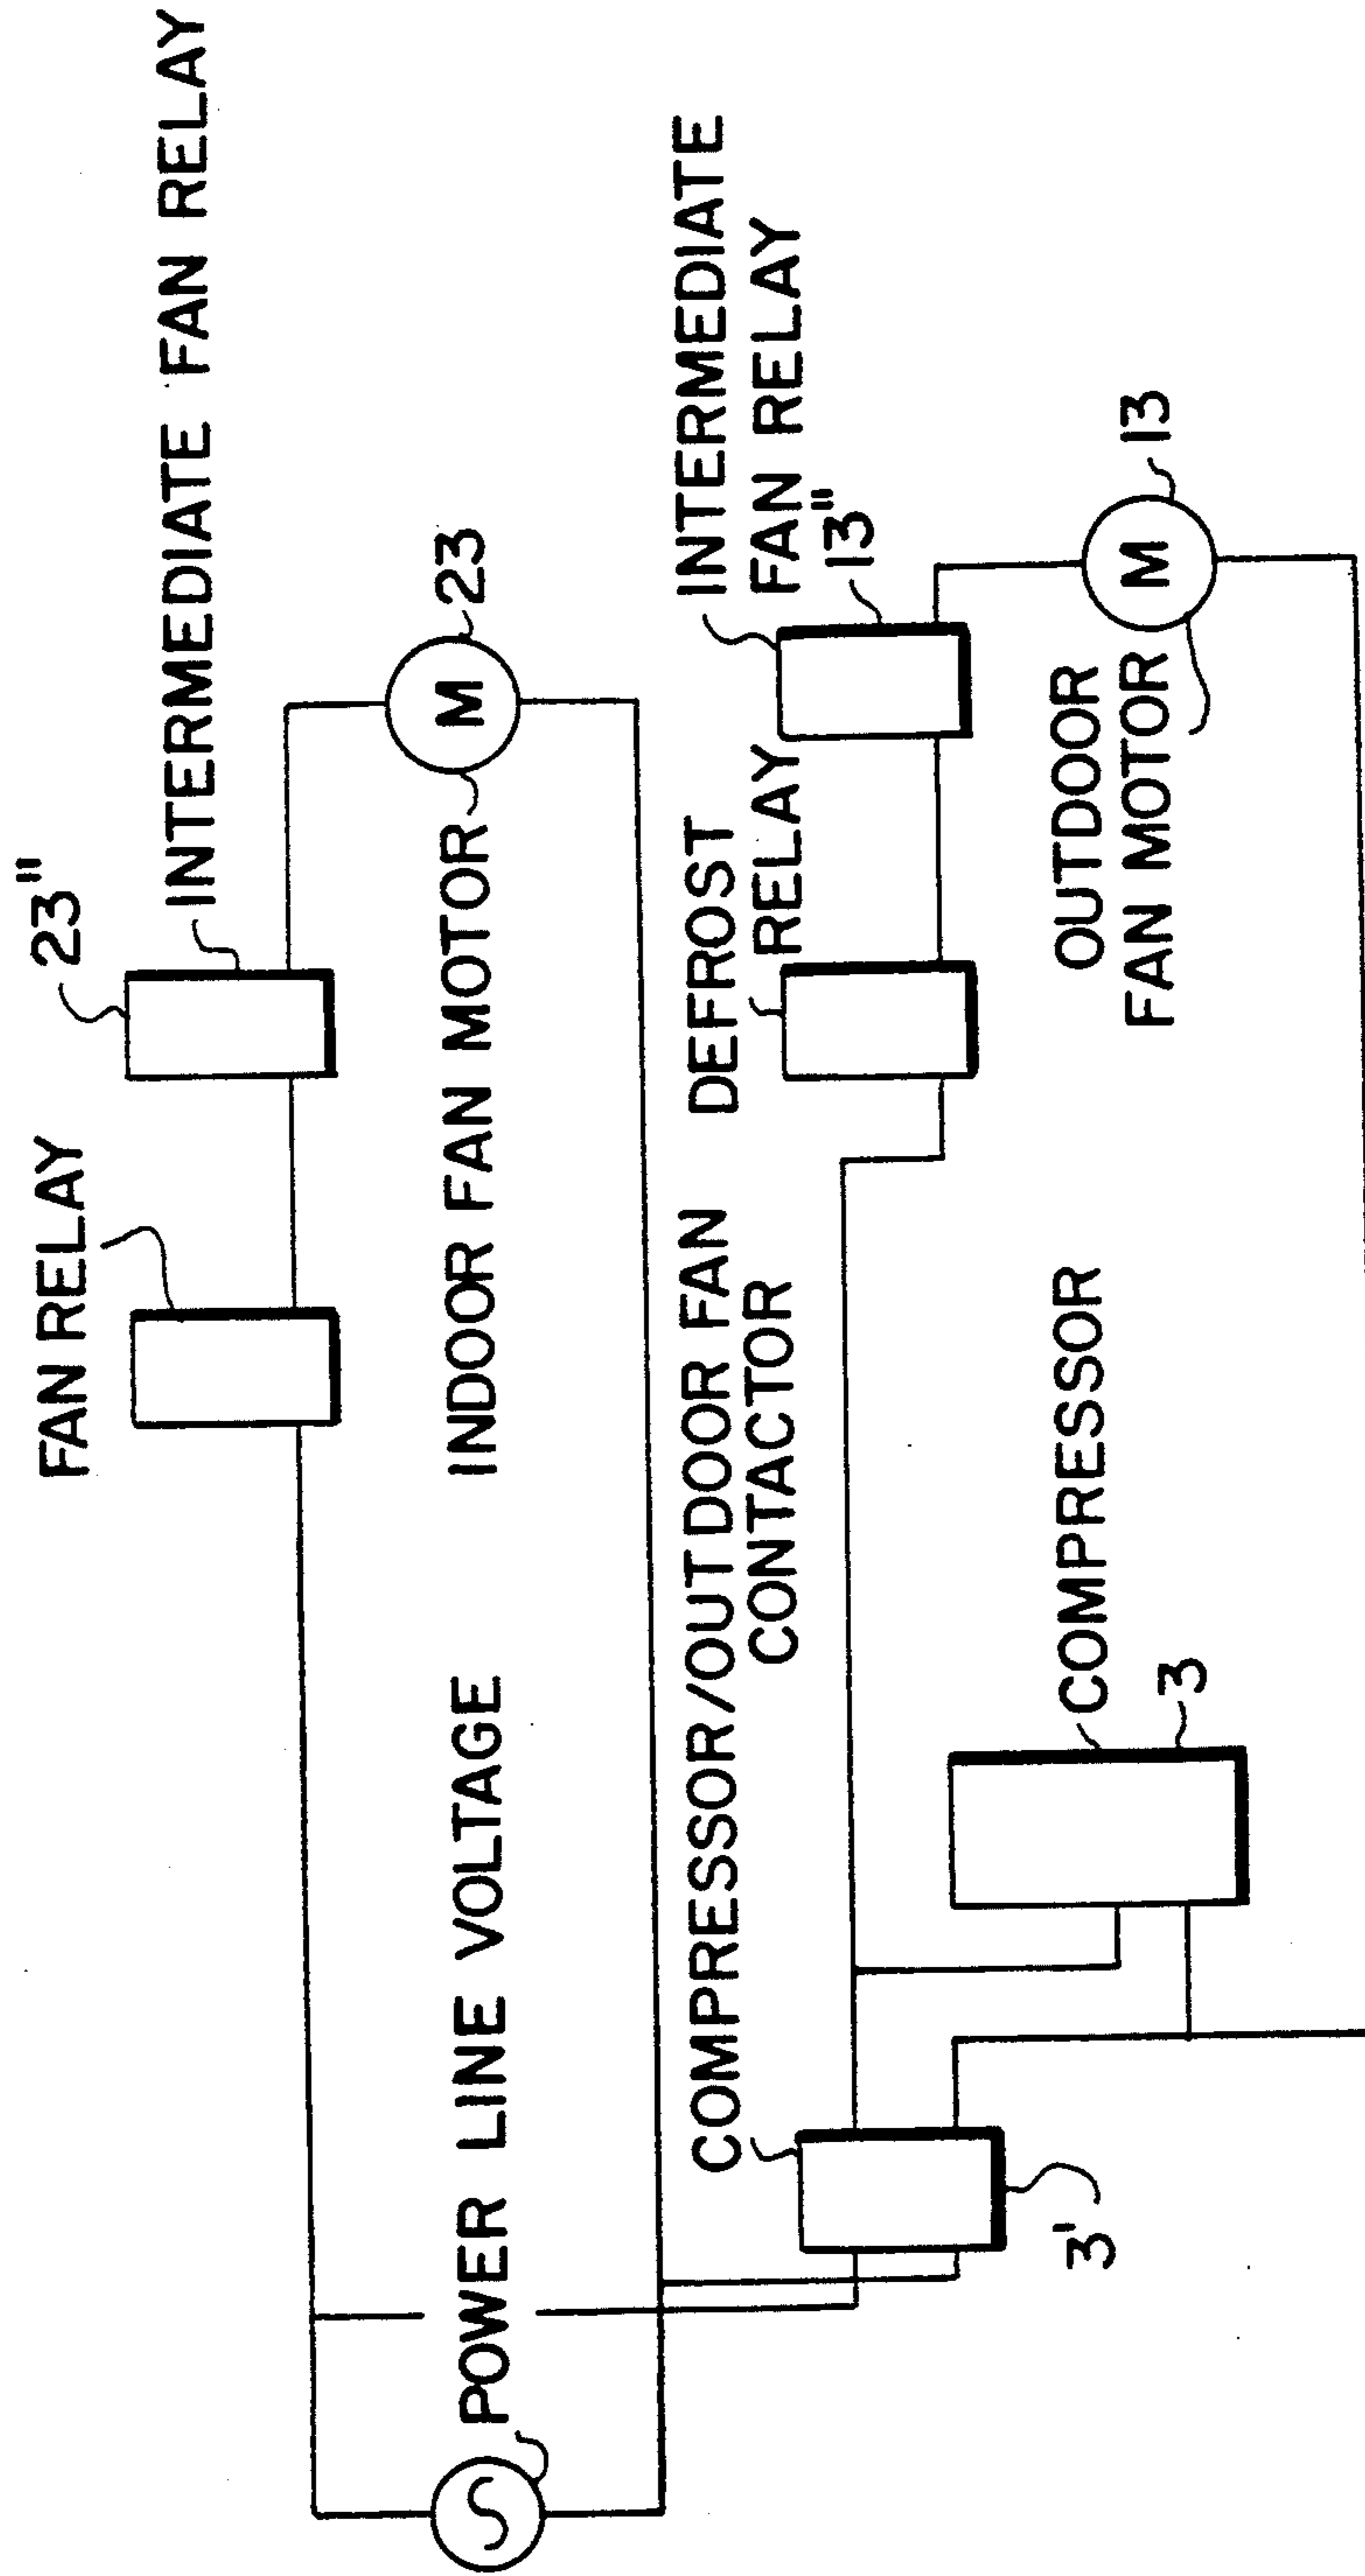 FAN RELAY
23"
INTERMEDIATE FAN RELAY
POWER LINE VOLTAGE
INDOOR FAN MOTOR
23
COMPRESSOR/OUTDOOR FAN
CONTACTOR
DEFROST
RELAY
INTERMEDIATE
FAN RELAY
13"
M
M
3'
COMPRESSOR
3
OUTDOOR
FAN MOTOR
13